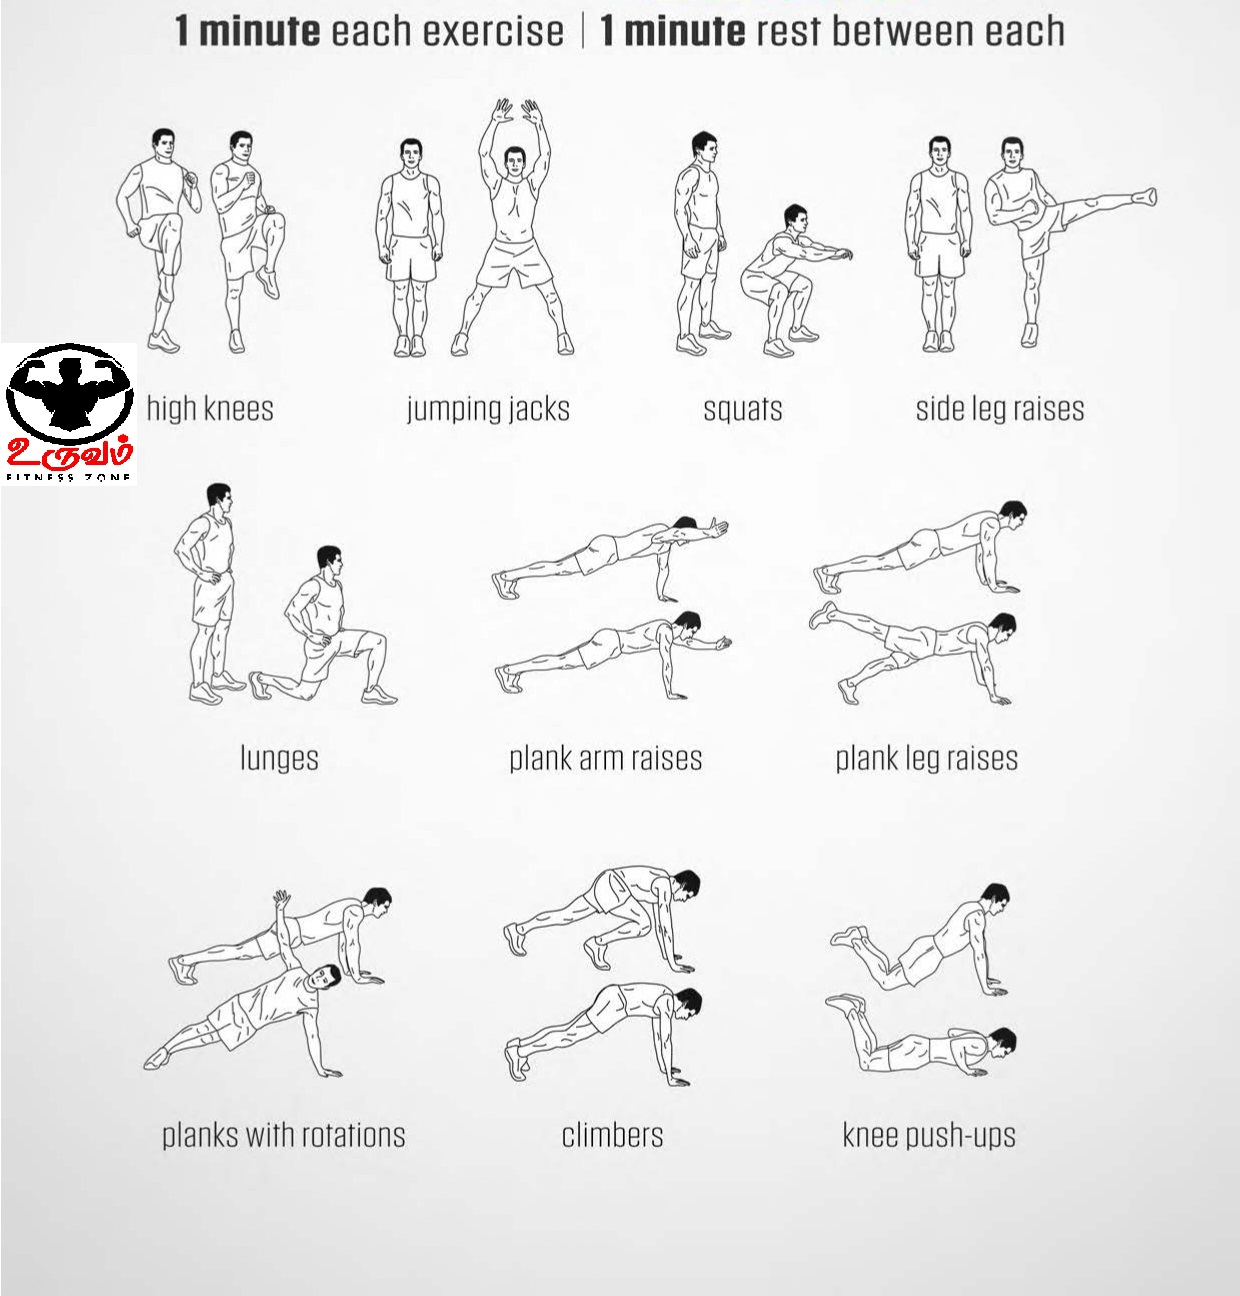 1 minute each exercise | 1 minute rest between each
high knees
jumping jacks
squats
side leg raises
உருவம்
FITNESS ZONE
lunges
plank arm raises
plank leg raises
planks with rotations
climbers
knee push-ups